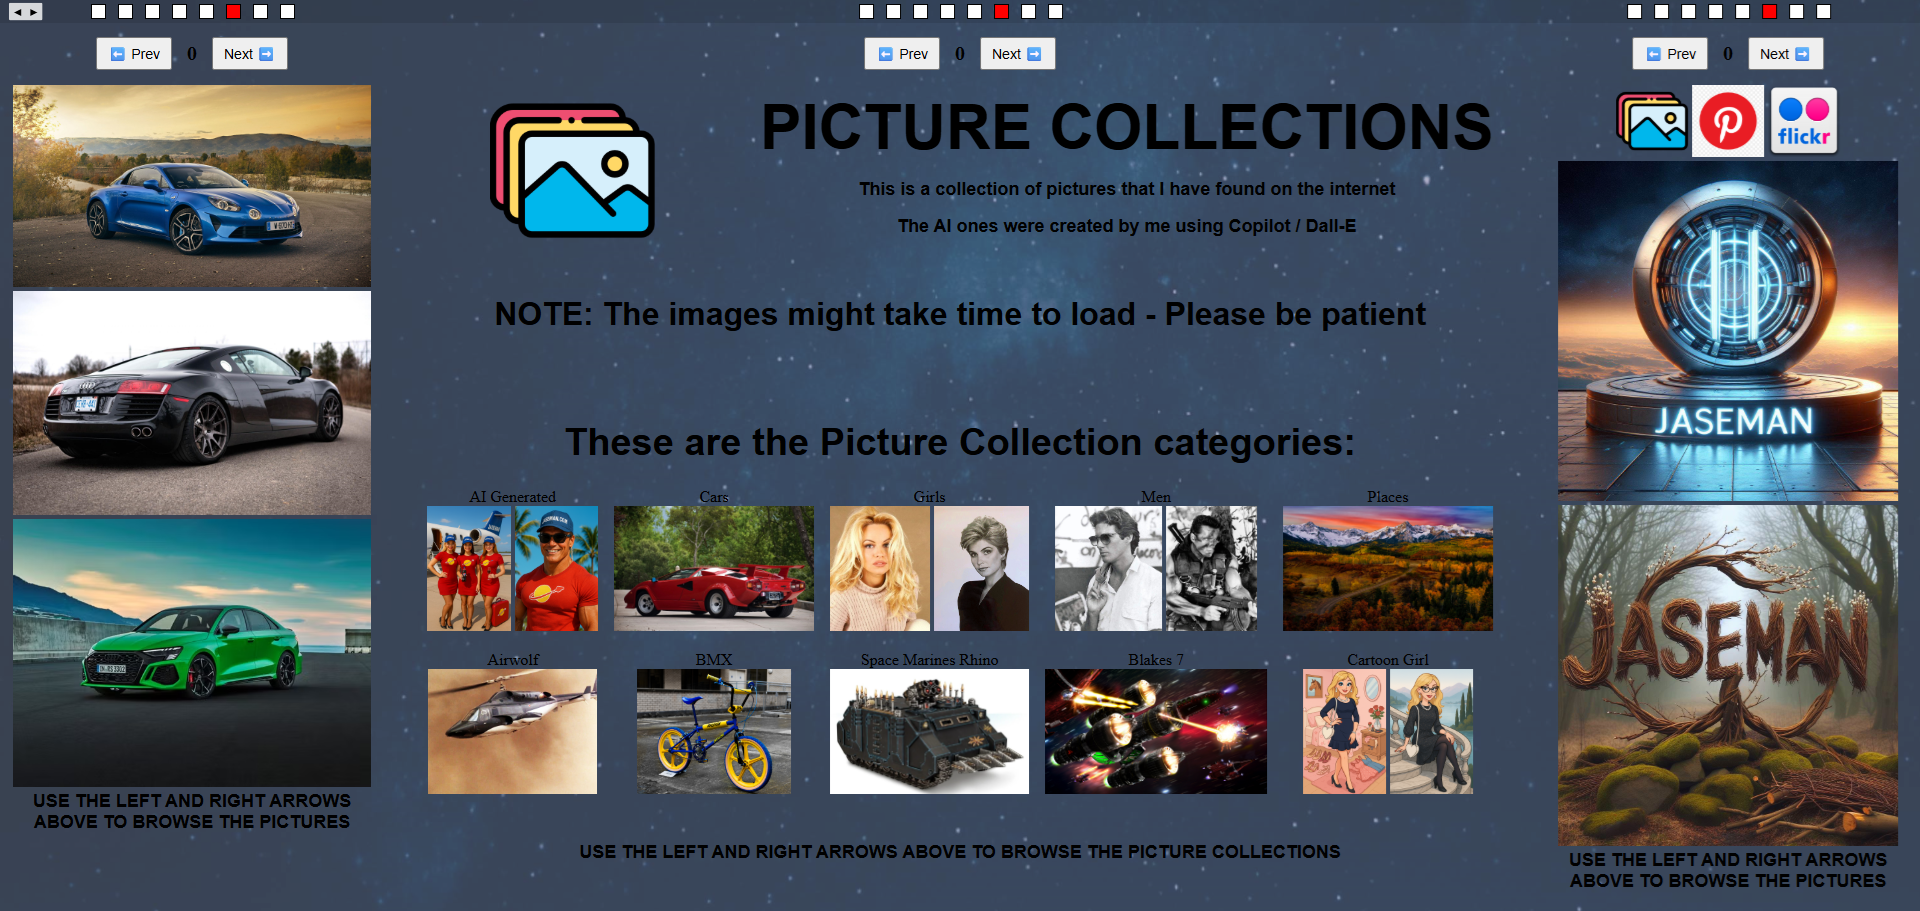 Prev 0 Next
Prev 0 Next
Prev 0 Next
PICTURE COLLECTIONS
This is a collection of pictures that I have found on the internet
The AI ones were created by me using Copilot / Dall-E
flickr
NOTE: The images might take time to load - Please be patient
JASEMAN
These are the Picture Collection categories:
AI Generated
Cars
Girls
Men
Places
JASEMAN
Airwolf
BMX
Space Marines Rhino
Blakes 7
Cartoon Girl
USE THE LEFT AND RIGHT ARROWS
ABOVE TO BROWSE THE PICTURES
USE THE LEFT AND RIGHT ARROWS ABOVE TO BROWSE THE PICTURE COLLECTIONS
USE THE LEFT AND RIGHT ARROWS
ABOVE TO BROWSE THE PICTURES